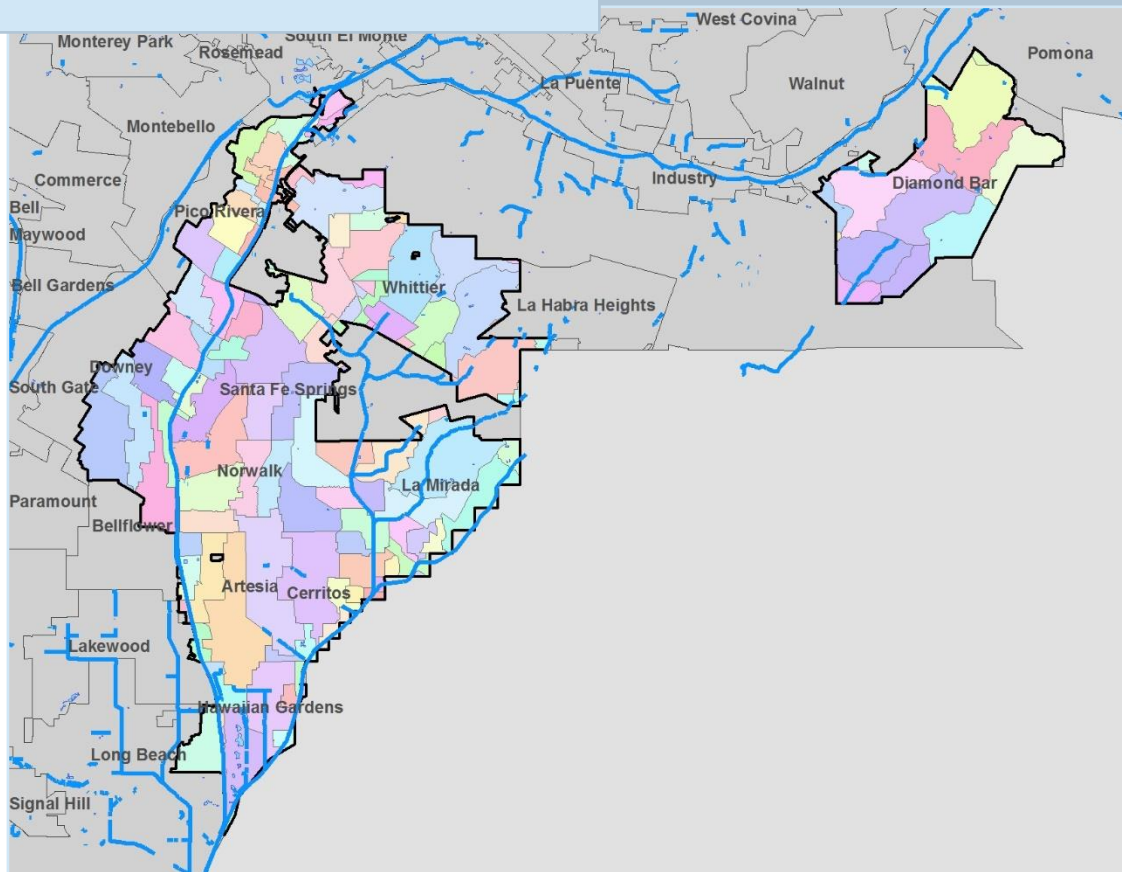 West Covina
Monterey Park
Rosemead
South El Monte
Pomona
La Puente
Walnut
Montebello
Commerce
Industry
Diamond Bar
Bell
Pico Rivera
Maywood
Bell Gardens
Whittier
La Habra Heights
Downey
South Gate
Santa Fe Springs
Norwalk
La Mirada
Paramount
Bellflower
Artesia
Cerritos
Lakewood
Hawaiian Gardens
Long Beach
Signal Hill